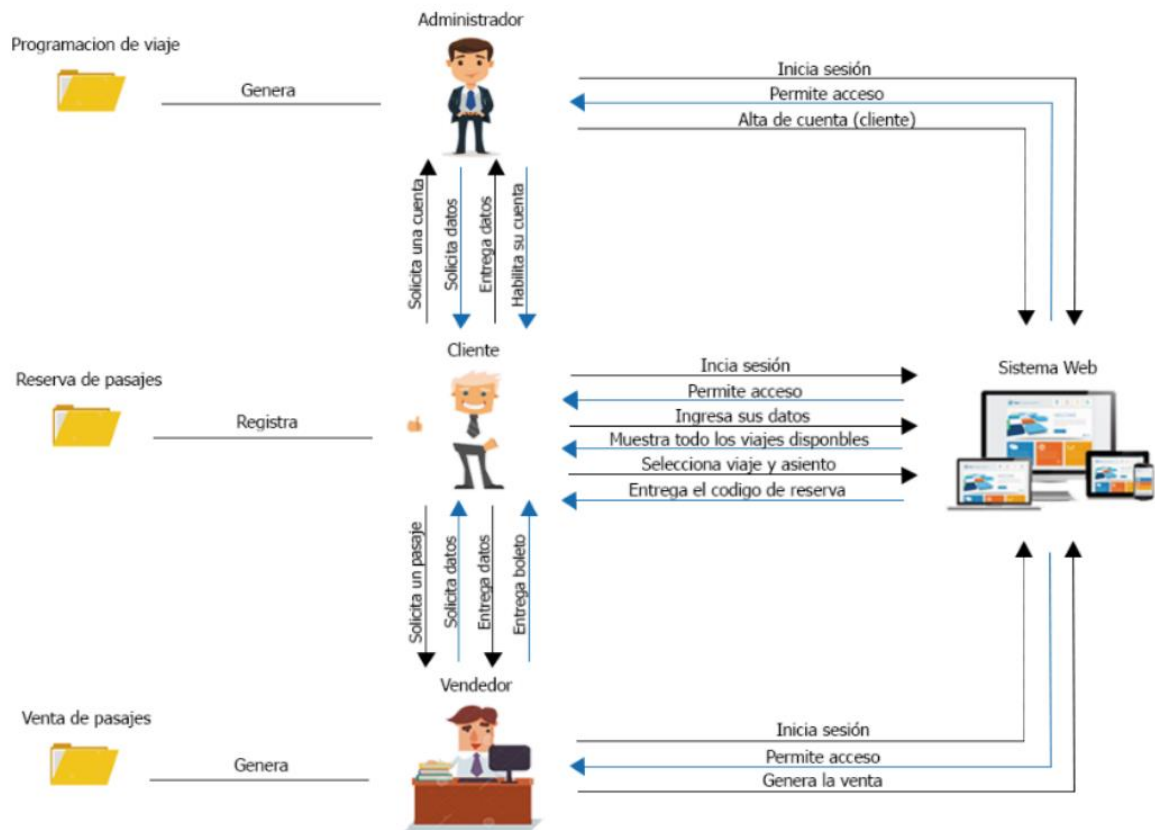 Administrador
Programacion de viaje
Genera
Inicia sesión
Permite acceso
Alta de cuenta (cliente)
Solicita una cuenta
Solicita datos
Entrega datos
Habilita su cuenta
Cliente
Reserva de pasajes
Registra
Incia sesión
Permite acceso
Ingresa sus datos
Muestra todo los viajes disponbles
Selecciona viaje y asiento
Entrega el codigo de reserva
Sistema Web
Solicita un pasaje
Solicita datos
Entrega datos
Entrega boleto
Vendedor
Venta de pasajes
Genera
Inicia sesión
Permite acceso
Genera la venta